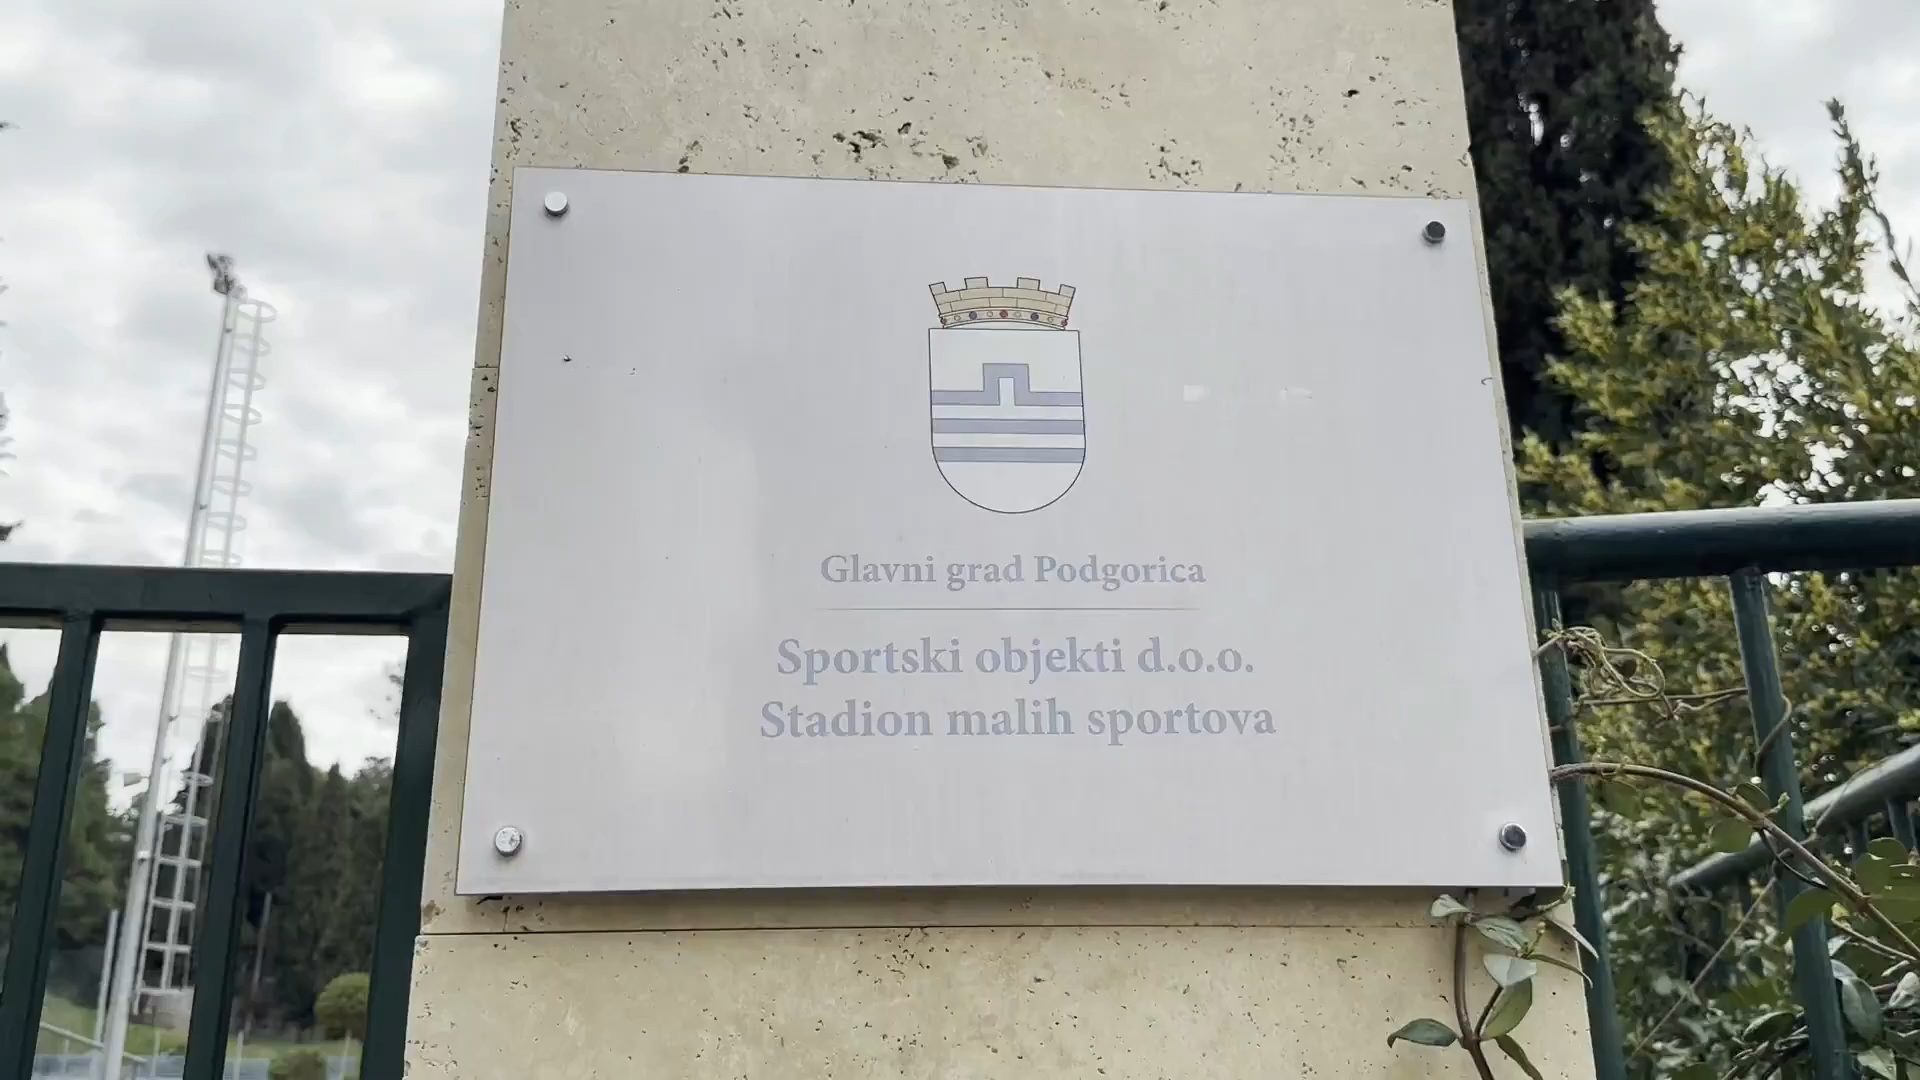 Glavni grad Podgorica
Sportski objekti d.o.o.
Stadion malih sportova